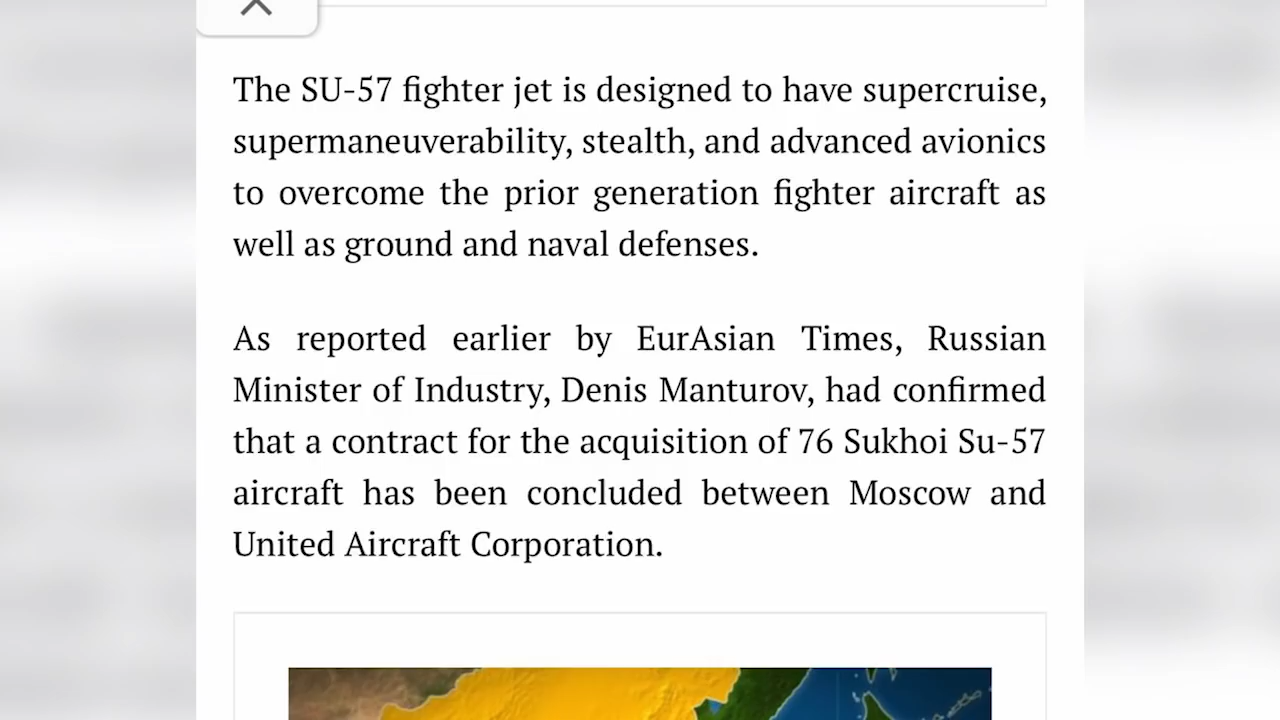 The SU-57 fighter jet is designed to have supercruise,
supermaneuverability, stealth, and advanced avionics
to overcome the prior generation fighter aircraft as
well as ground and naval defenses.
As reported earlier by EurAsian Times, Russian
Minister of Industry, Denis Manturov, had confirmed
that a contract for the acquisition of 76 Sukhoi Su-57
aircraft has been concluded between Moscow and
United Aircraft Corporation.